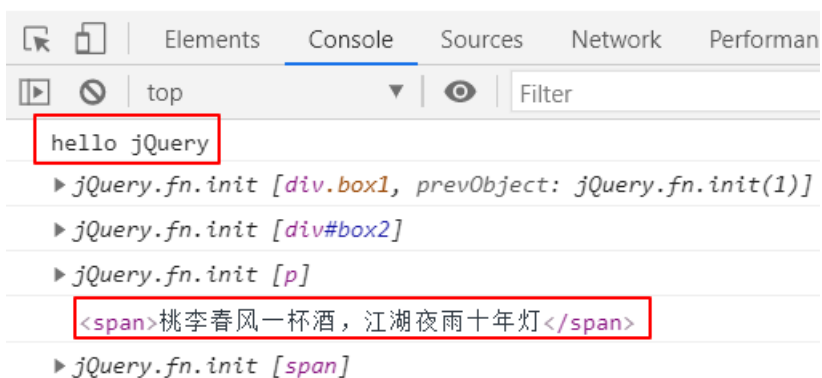 Elements Console Sources Network Performan
top Filter
hello jQuery
jQuery.fn.init [div.box1, prevObject: jQuery.fn.init(1)]
jQuery.fn.init [div#box2]
jQuery.fn.init [p]
<span>桃李春风一杯酒，江湖夜雨十年灯</span>
jQuery.fn.init [span]